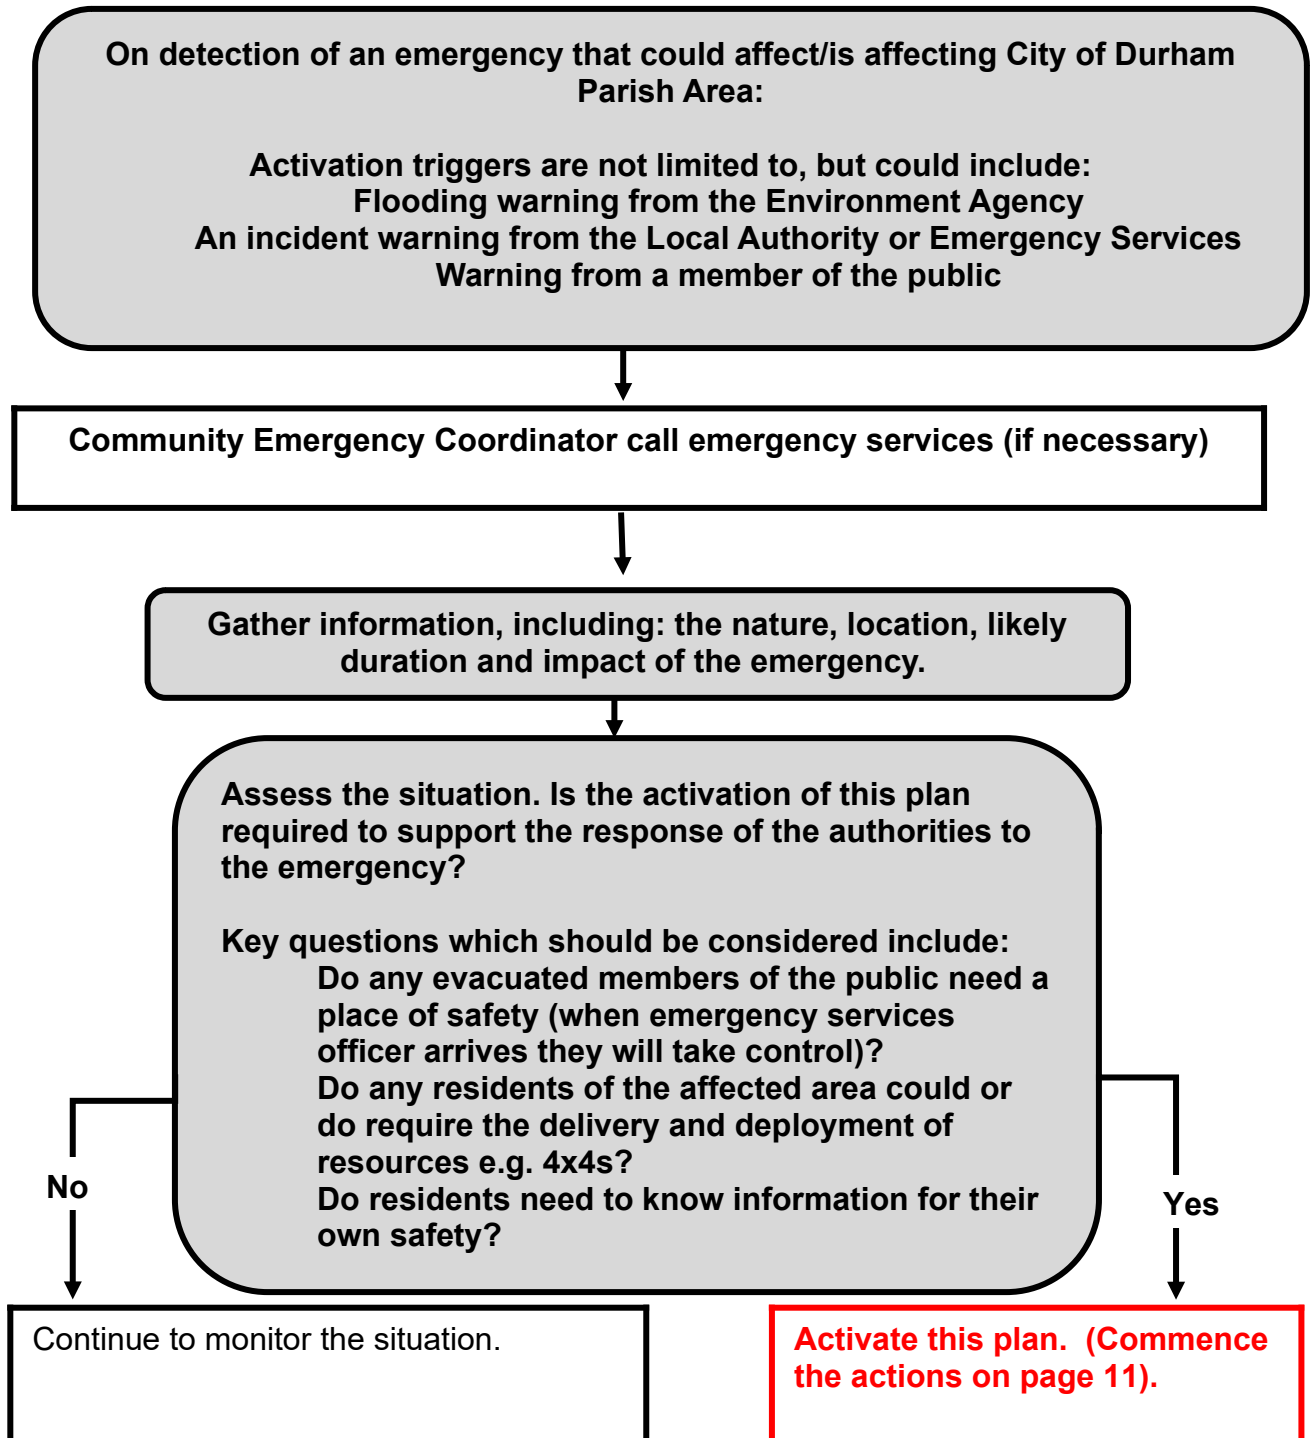 On detection of an emergency that could affect/is affecting City of Durham
Parish Area:
Activation triggers are not limited to, but could include:
Flooding warning from the Environment Agency
An incident warning from the Local Authority or Emergency Services
Warning from a member of the public
Community Emergency Coordinator call emergency services (if necessary)
Gather information, including: the nature, location, likely
duration and impact of the emergency.
Assess the situation. Is the activation of this plan
required to support the response of the authorities to
the emergency?
Key questions which should be considered include:
Do any evacuated members of the public need a
place of safety (when emergency services
officer arrives they will take control)?
Do any residents of the affected area could or
do require the delivery and deployment of
resources e.g. 4x4s?
Do residents need to know information for their
own safety?
No
Yes
Continue to monitor the situation.
Activate this plan.  (Commence
the actions on page 11).